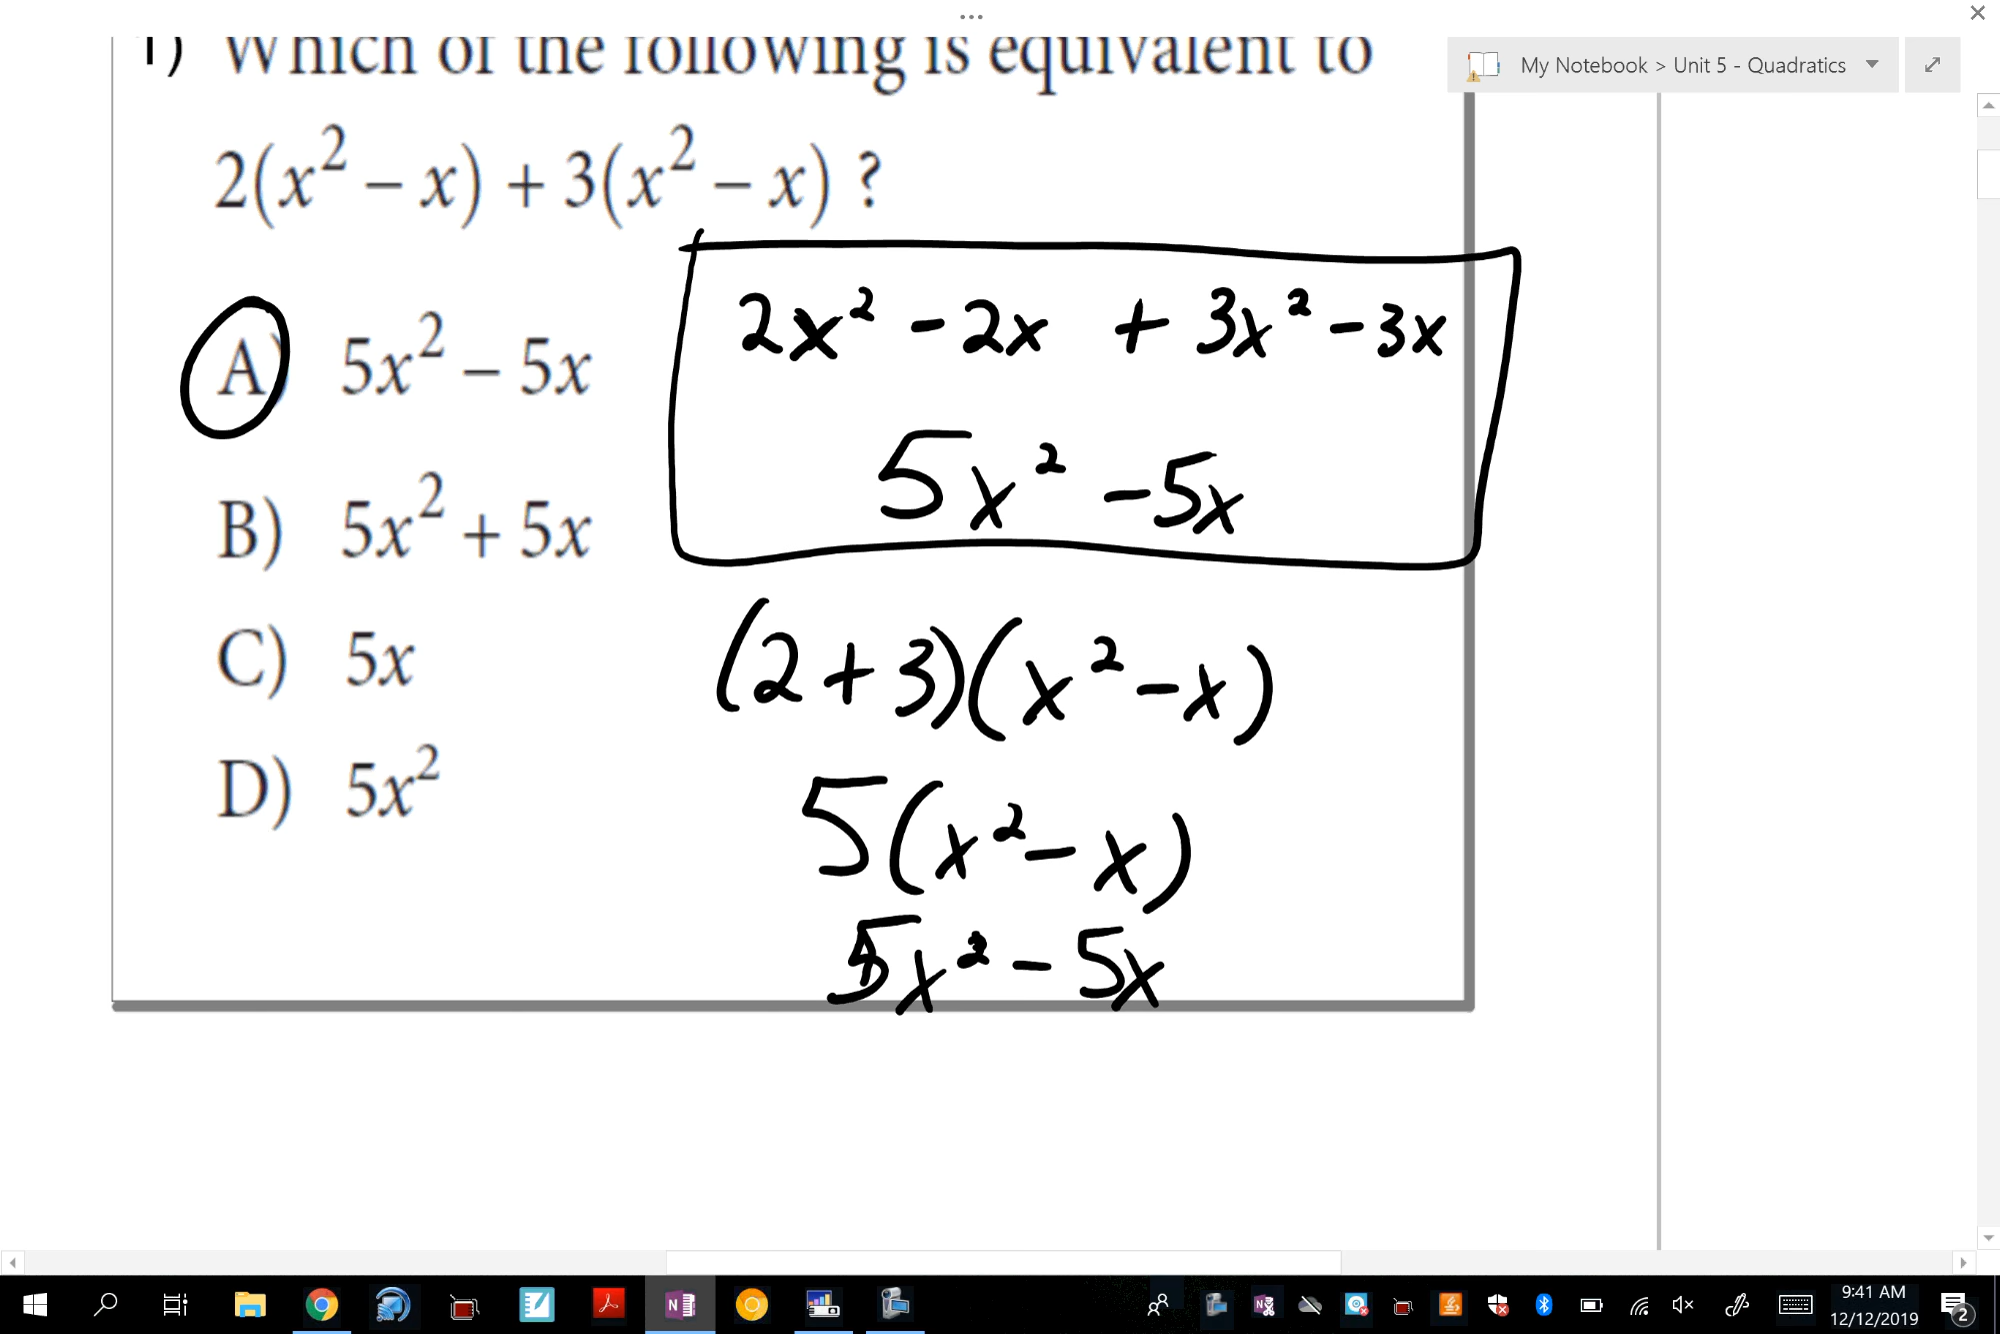 ...
1) Which of the following is equivalent to
My Notebook > Unit 5 - Quadratics
2(x² – x) + 3(x² – x) ?
A) 5x² – 5x
B) 5x² + 5x
C) 5x
D) 5x²
2x² - 2x + 3x² - 3x
5x² - 5x
(2+3)(x² - x)
5(x² - x)
5x² - 5x
9:41 AM
12/12/2019
2